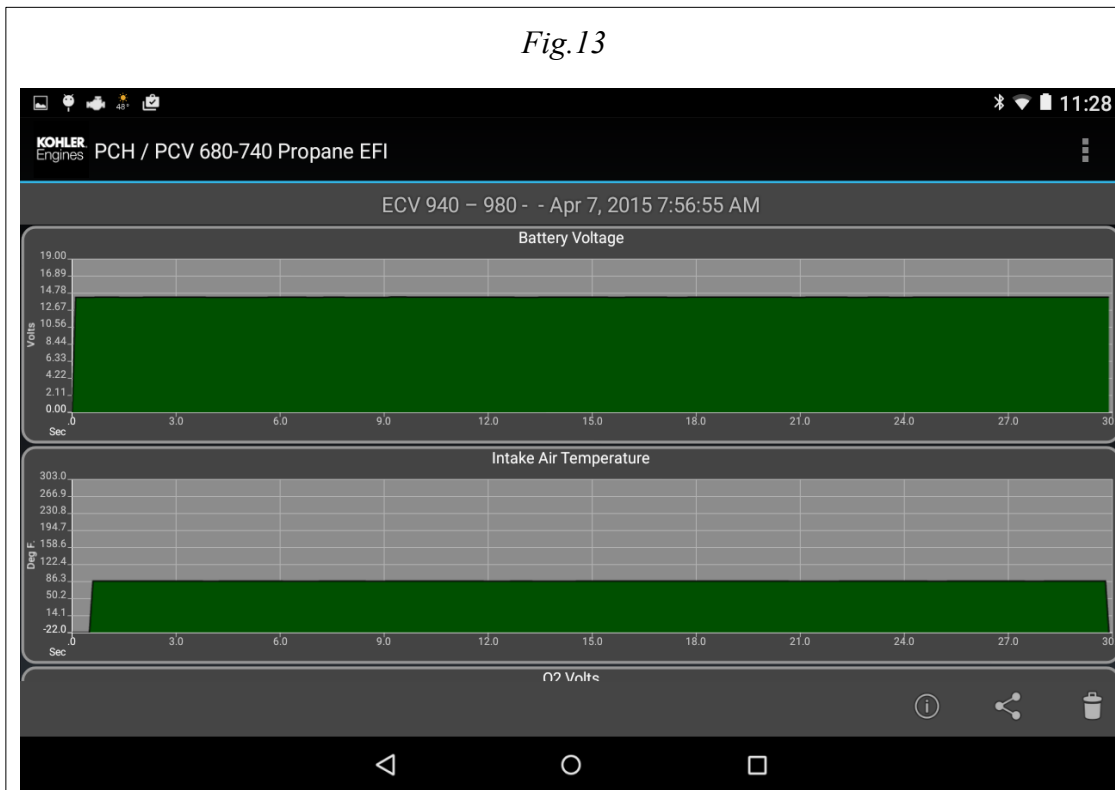 Fig.13
48°
11:28
KOHLER
Engines
PCH / PCV 680-740 Propane EFI
ECV 940 – 980 - - Apr 7, 2015 7:56:55 AM
Battery Voltage
19.00
16.89
14.78
12.67
10.56
8.44
6.33
4.22
2.11
0.00
Volts
.0 3.0 6.0 9.0 12.0 15.0 18.0 21.0 24.0 27.0 30
Sec
Intake Air Temperature
303.0
266.9
230.8
194.7
158.6
122.4
86.3
50.2
14.1
-22.0
Deg F.
.0 3.0 6.0 9.0 12.0 15.0 18.0 21.0 24.0 27.0 30
Sec
O2 Volts